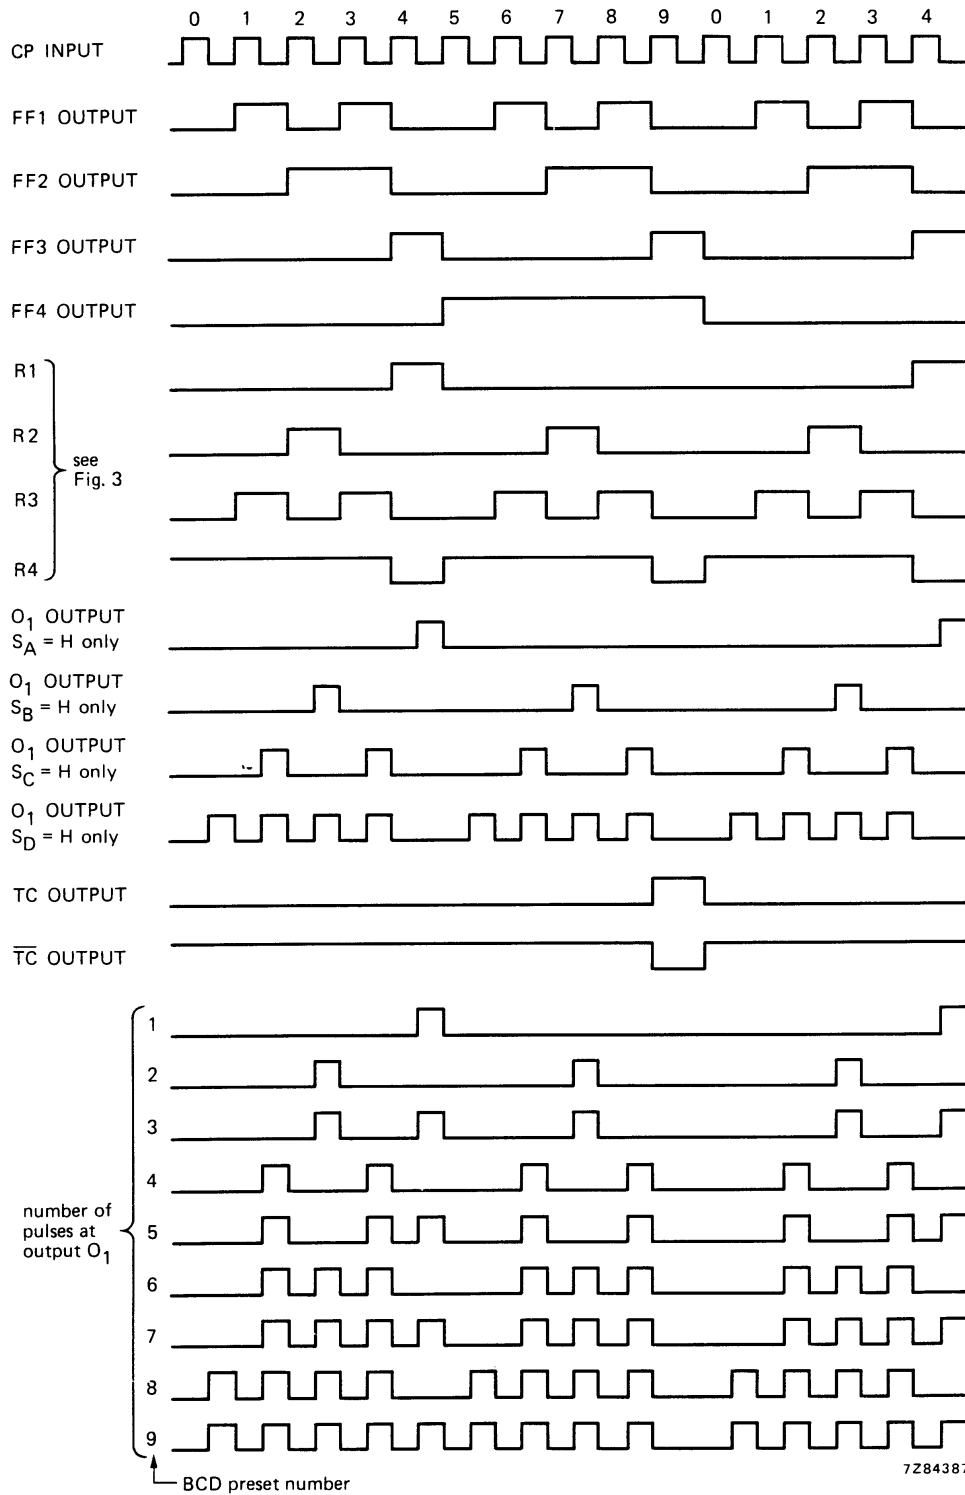 0 1 2 3 4 5 6 7 8 9 0 1 2 3 4
CP INPUT
FF1 OUTPUT
FF2 OUTPUT
FF3 OUTPUT
FF4 OUTPUT
R1
R2
see
Fig. 3
R3
R4
O1 OUTPUT
SA = H only
O1 OUTPUT
SB = H only
O1 OUTPUT
SC = H only
O1 OUTPUT
SD = H only
TC OUTPUT
T̅C̅ OUTPUT
1
2
3
4
number of
pulses at
output O1
5
6
7
8
9
BCD preset number
7Z84387